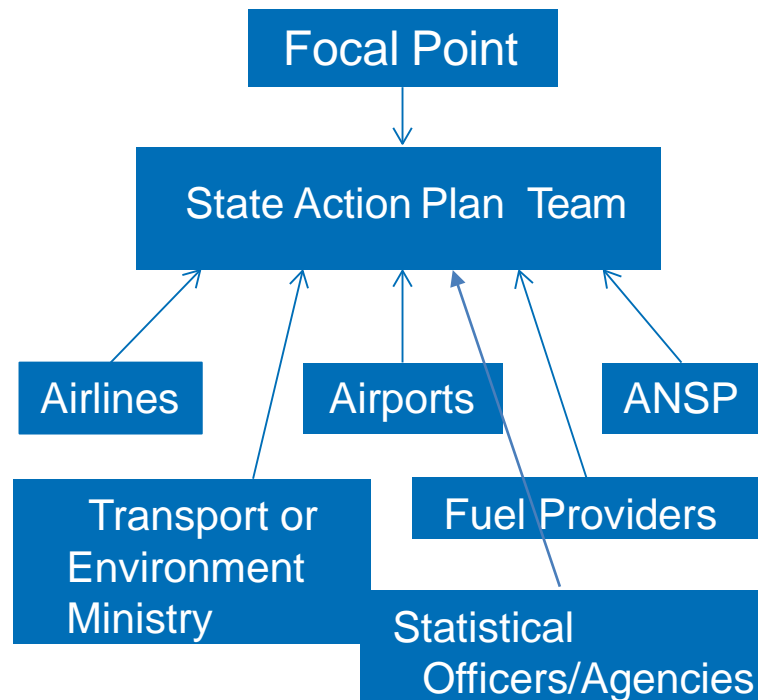 Focal Point
State Action Plan Team
Airlines
Airports
ANSP
Transport or
Environment
Ministry
Fuel Providers
Statistical
Officers/Agencies